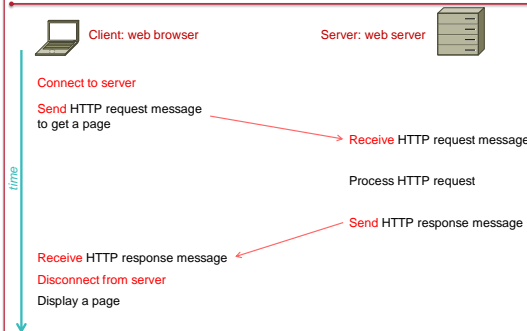 Client: web browser
Server: web server
Connect to server
Send HTTP request message
to get a page
Receive HTTP request message
time
Process HTTP request
Send HTTP response message
Receive HTTP response message
Disconnect from server
Display a page